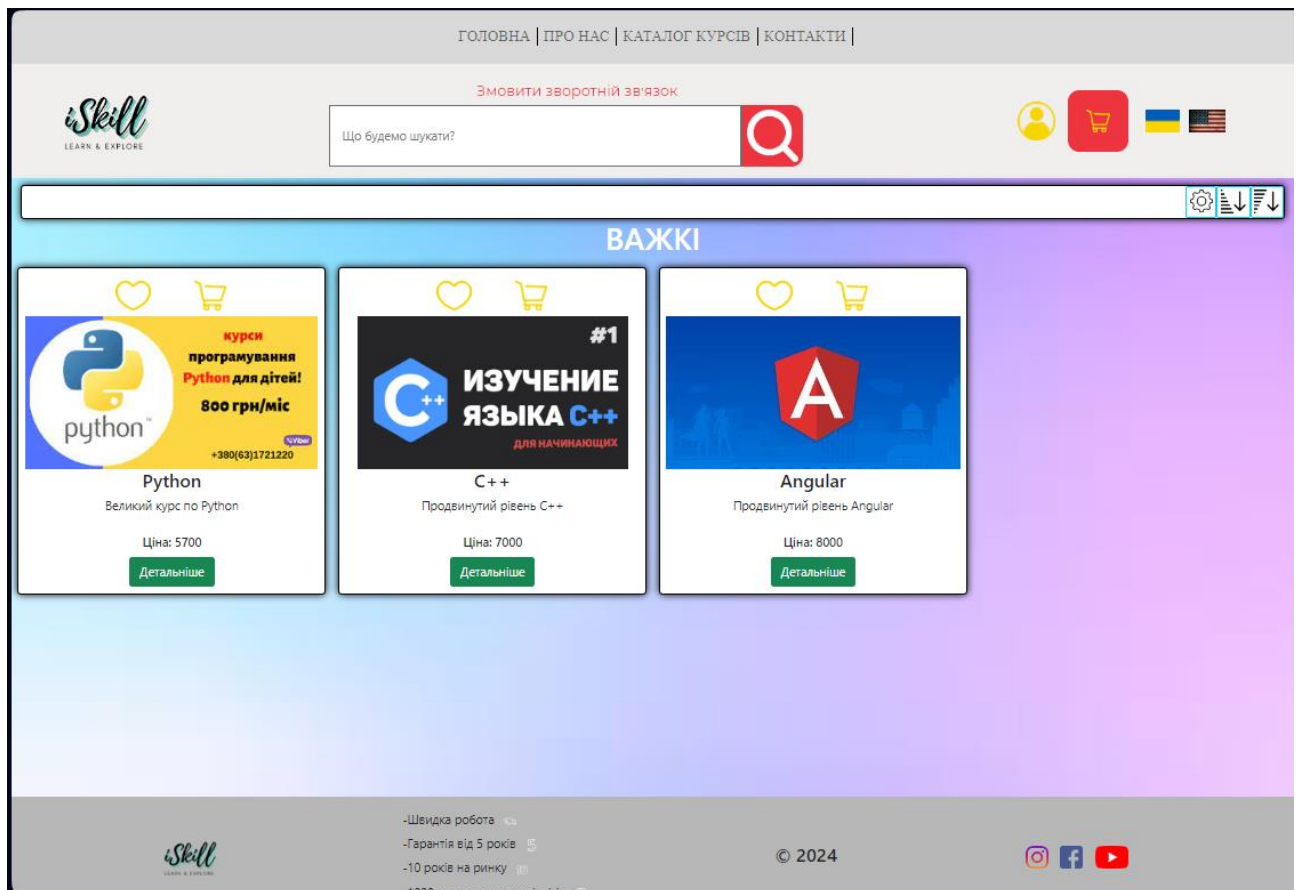 ГОЛОВНА | ПРО НАС | КАТАЛОГ КУРСІВ | КОНТАКТИ |
Змовити зворотній зв'язок
iSkill
LEARN & EXPLORE
Що будемо шукати?
ВАЖКІ
курси
програмування
Python для дітей!
800 грн/міс
python
Viber
+380(63)1721220
Python
Великий курс по Python
Ціна: 5700
Детальніше
#1
C++
ИЗУЧЕНИЕ
ЯЗЫКА C++
для начинающих
C++
Продвинутий рівень C++
Ціна: 7000
Детальніше
A
Angular
Продвинутий рівень Angular
Ціна: 8000
Детальніше
iSkill
LEARN & EXPLORE
-Швидка робота
-Гарантія від 5 років
-10 років на ринку
© 2024